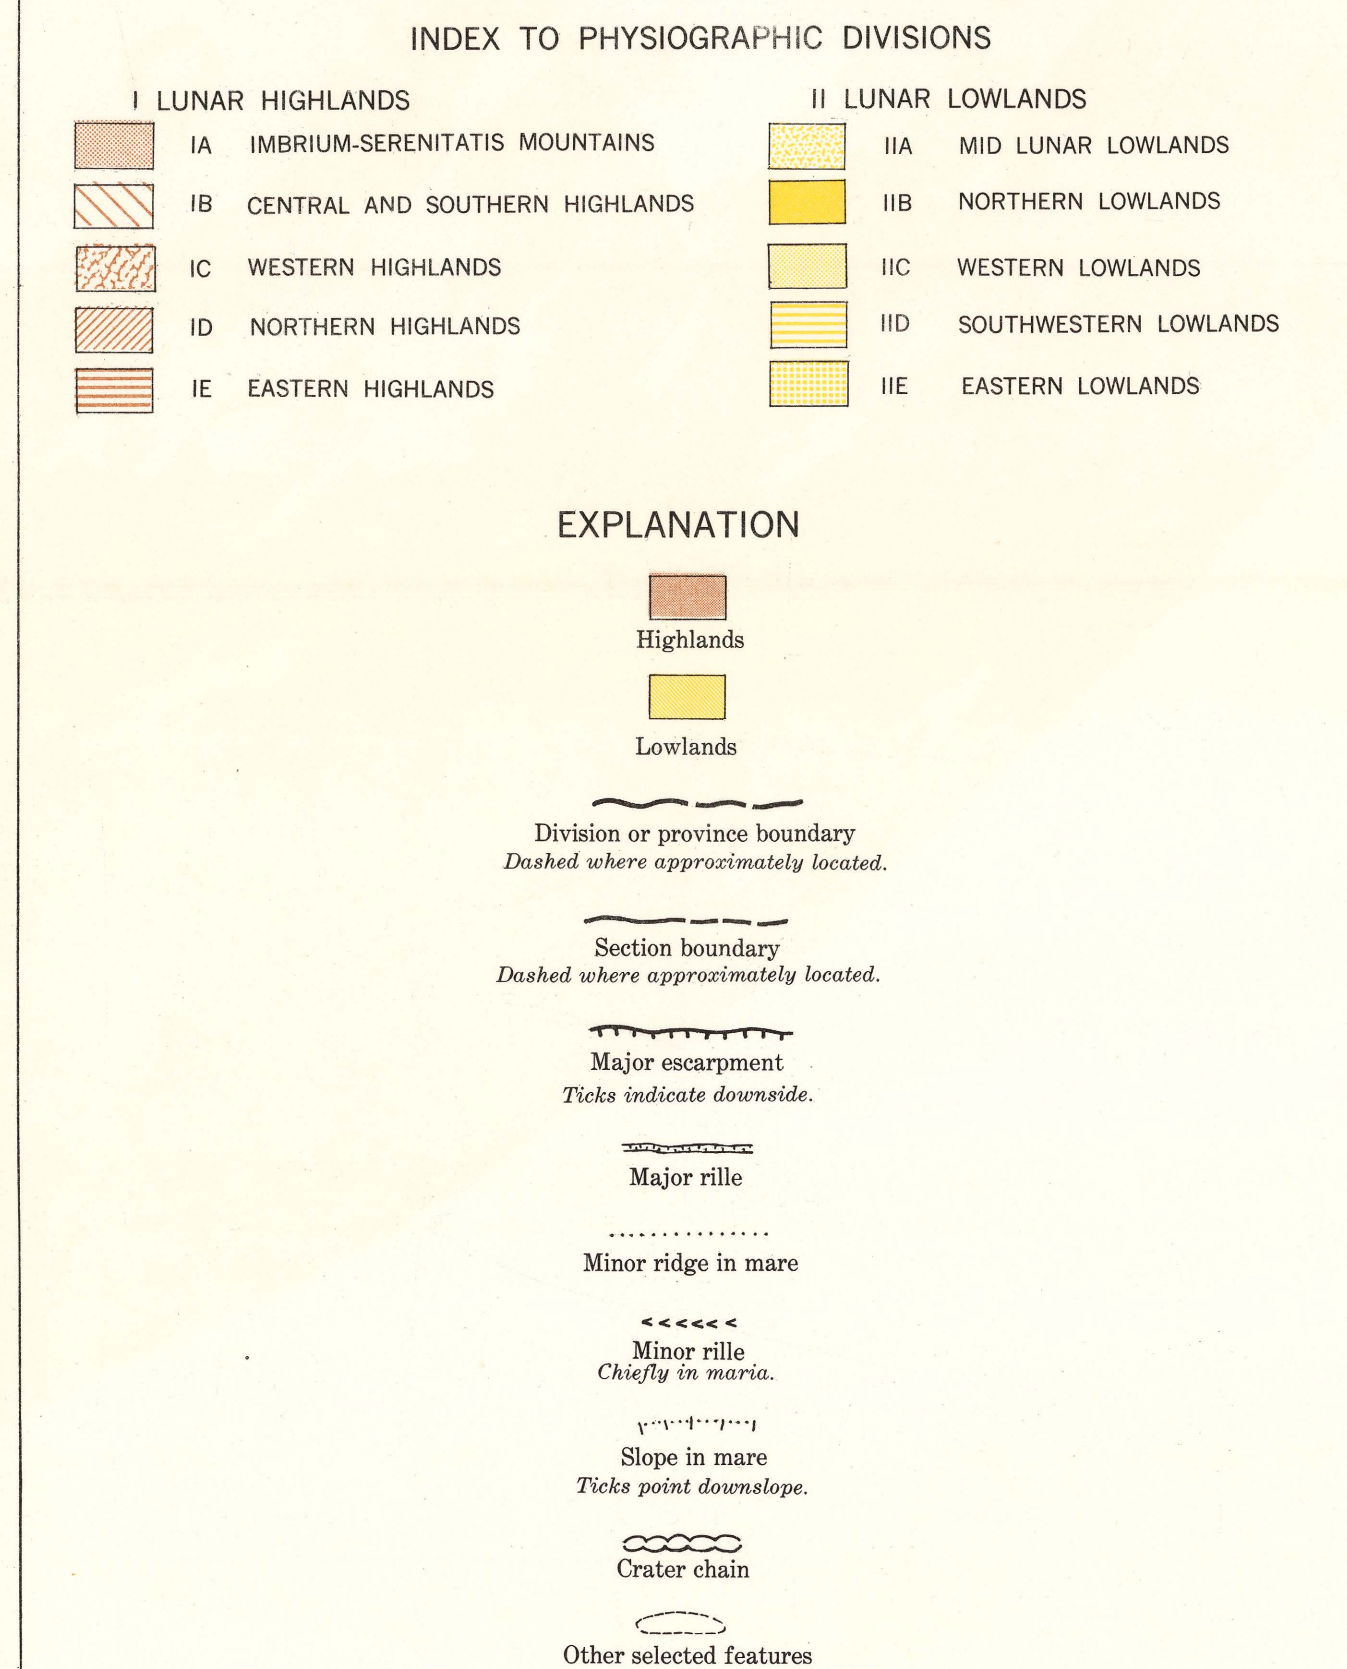 INDEX TO PHYSIOGRAPHIC DIVISIONS
I LUNAR HIGHLANDS
IA IMBRIUM-SERENITATIS MOUNTAINS
IB CENTRAL AND SOUTHERN HIGHLANDS
IC WESTERN HIGHLANDS
ID NORTHERN HIGHLANDS
IE EASTERN HIGHLANDS
II LUNAR LOWLANDS
IIA MID LUNAR LOWLANDS
IIB NORTHERN LOWLANDS
IIC WESTERN LOWLANDS
IID SOUTHWESTERN LOWLANDS
IIE EASTERN LOWLANDS
EXPLANATION
Highlands
Lowlands
Division or province boundary
Dashed where approximately located.
Section boundary
Dashed where approximately located.
Major escarpment
Ticks indicate downside.
Major rille
Minor ridge in mare
Minor rille
Chiefly in maria.
Slope in mare
Ticks point downslope.
Crater chain
Other selected features